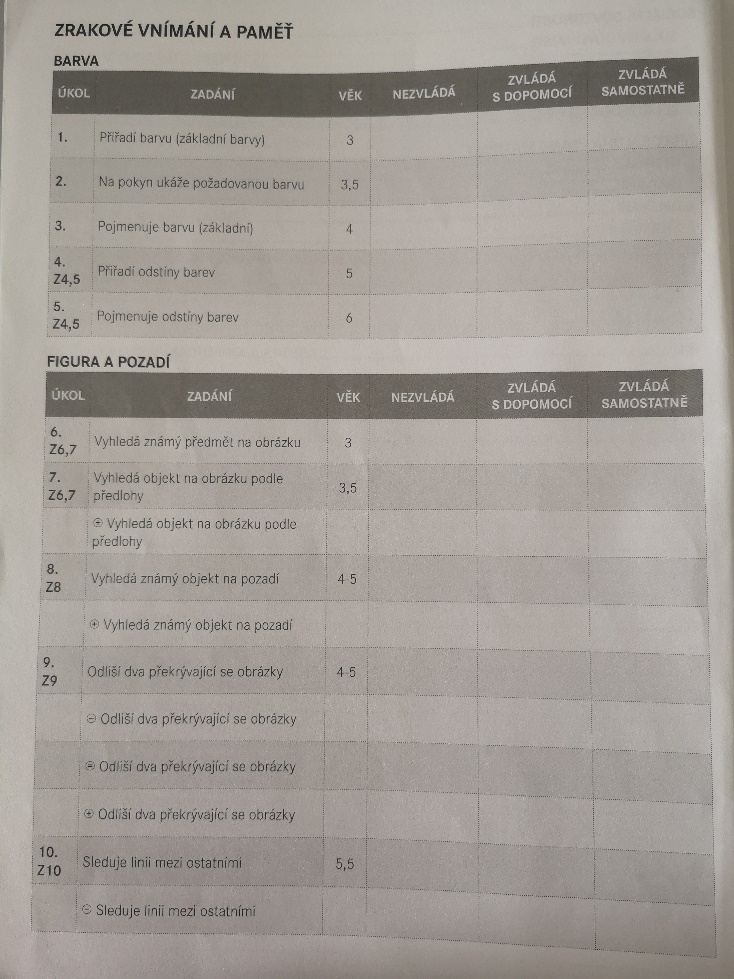 ZRAKOVÉ VNÍMÁNÍ A PAMĚŤ
BARVA
ÚKOL ZADÁNÍ VĚK NEZVLÁDÁ ZVLÁDÁ S DOPOMOCÍ ZVLÁDÁ SAMOSTATNĚ
1. Přiřadí barvu (základní barvy) 3
2. Na pokyn ukáže požadovanou barvu 3,5
3. Pojmenuje barvu (základní) 4
4. Z4,5 Přiřadí odstíny barev 5
5. Z4,5 Pojmenuje odstíny barev 6
FIGURA A POZADÍ
ÚKOL ZADÁNÍ VĚK NEZVLÁDÁ ZVLÁDÁ S DOPOMOCÍ ZVLÁDÁ SAMOSTATNĚ
6. Z6,7 Vyhledá známý předmět na obrázku 3
7. Z6,7 Vyhledá objekt na obrázku podle předlohy 3,5
Vyhledá objekt na obrázku podle předlohy
8. Z8 Vyhledá známý objekt na pozadí 4-5
⊕ Vyhledá známý objekt na pozadí
9. Z9 Odliší dva překrývající se obrázky 4-5
⊖ Odliší dva překrývající se obrázky
Odliší dva překrývající se obrázky
⊕ Odliší dva překrývající se obrázky
10. Z10 Sleduje linii mezi ostatními 5,5
⊖ Sleduje linii mezi ostatními